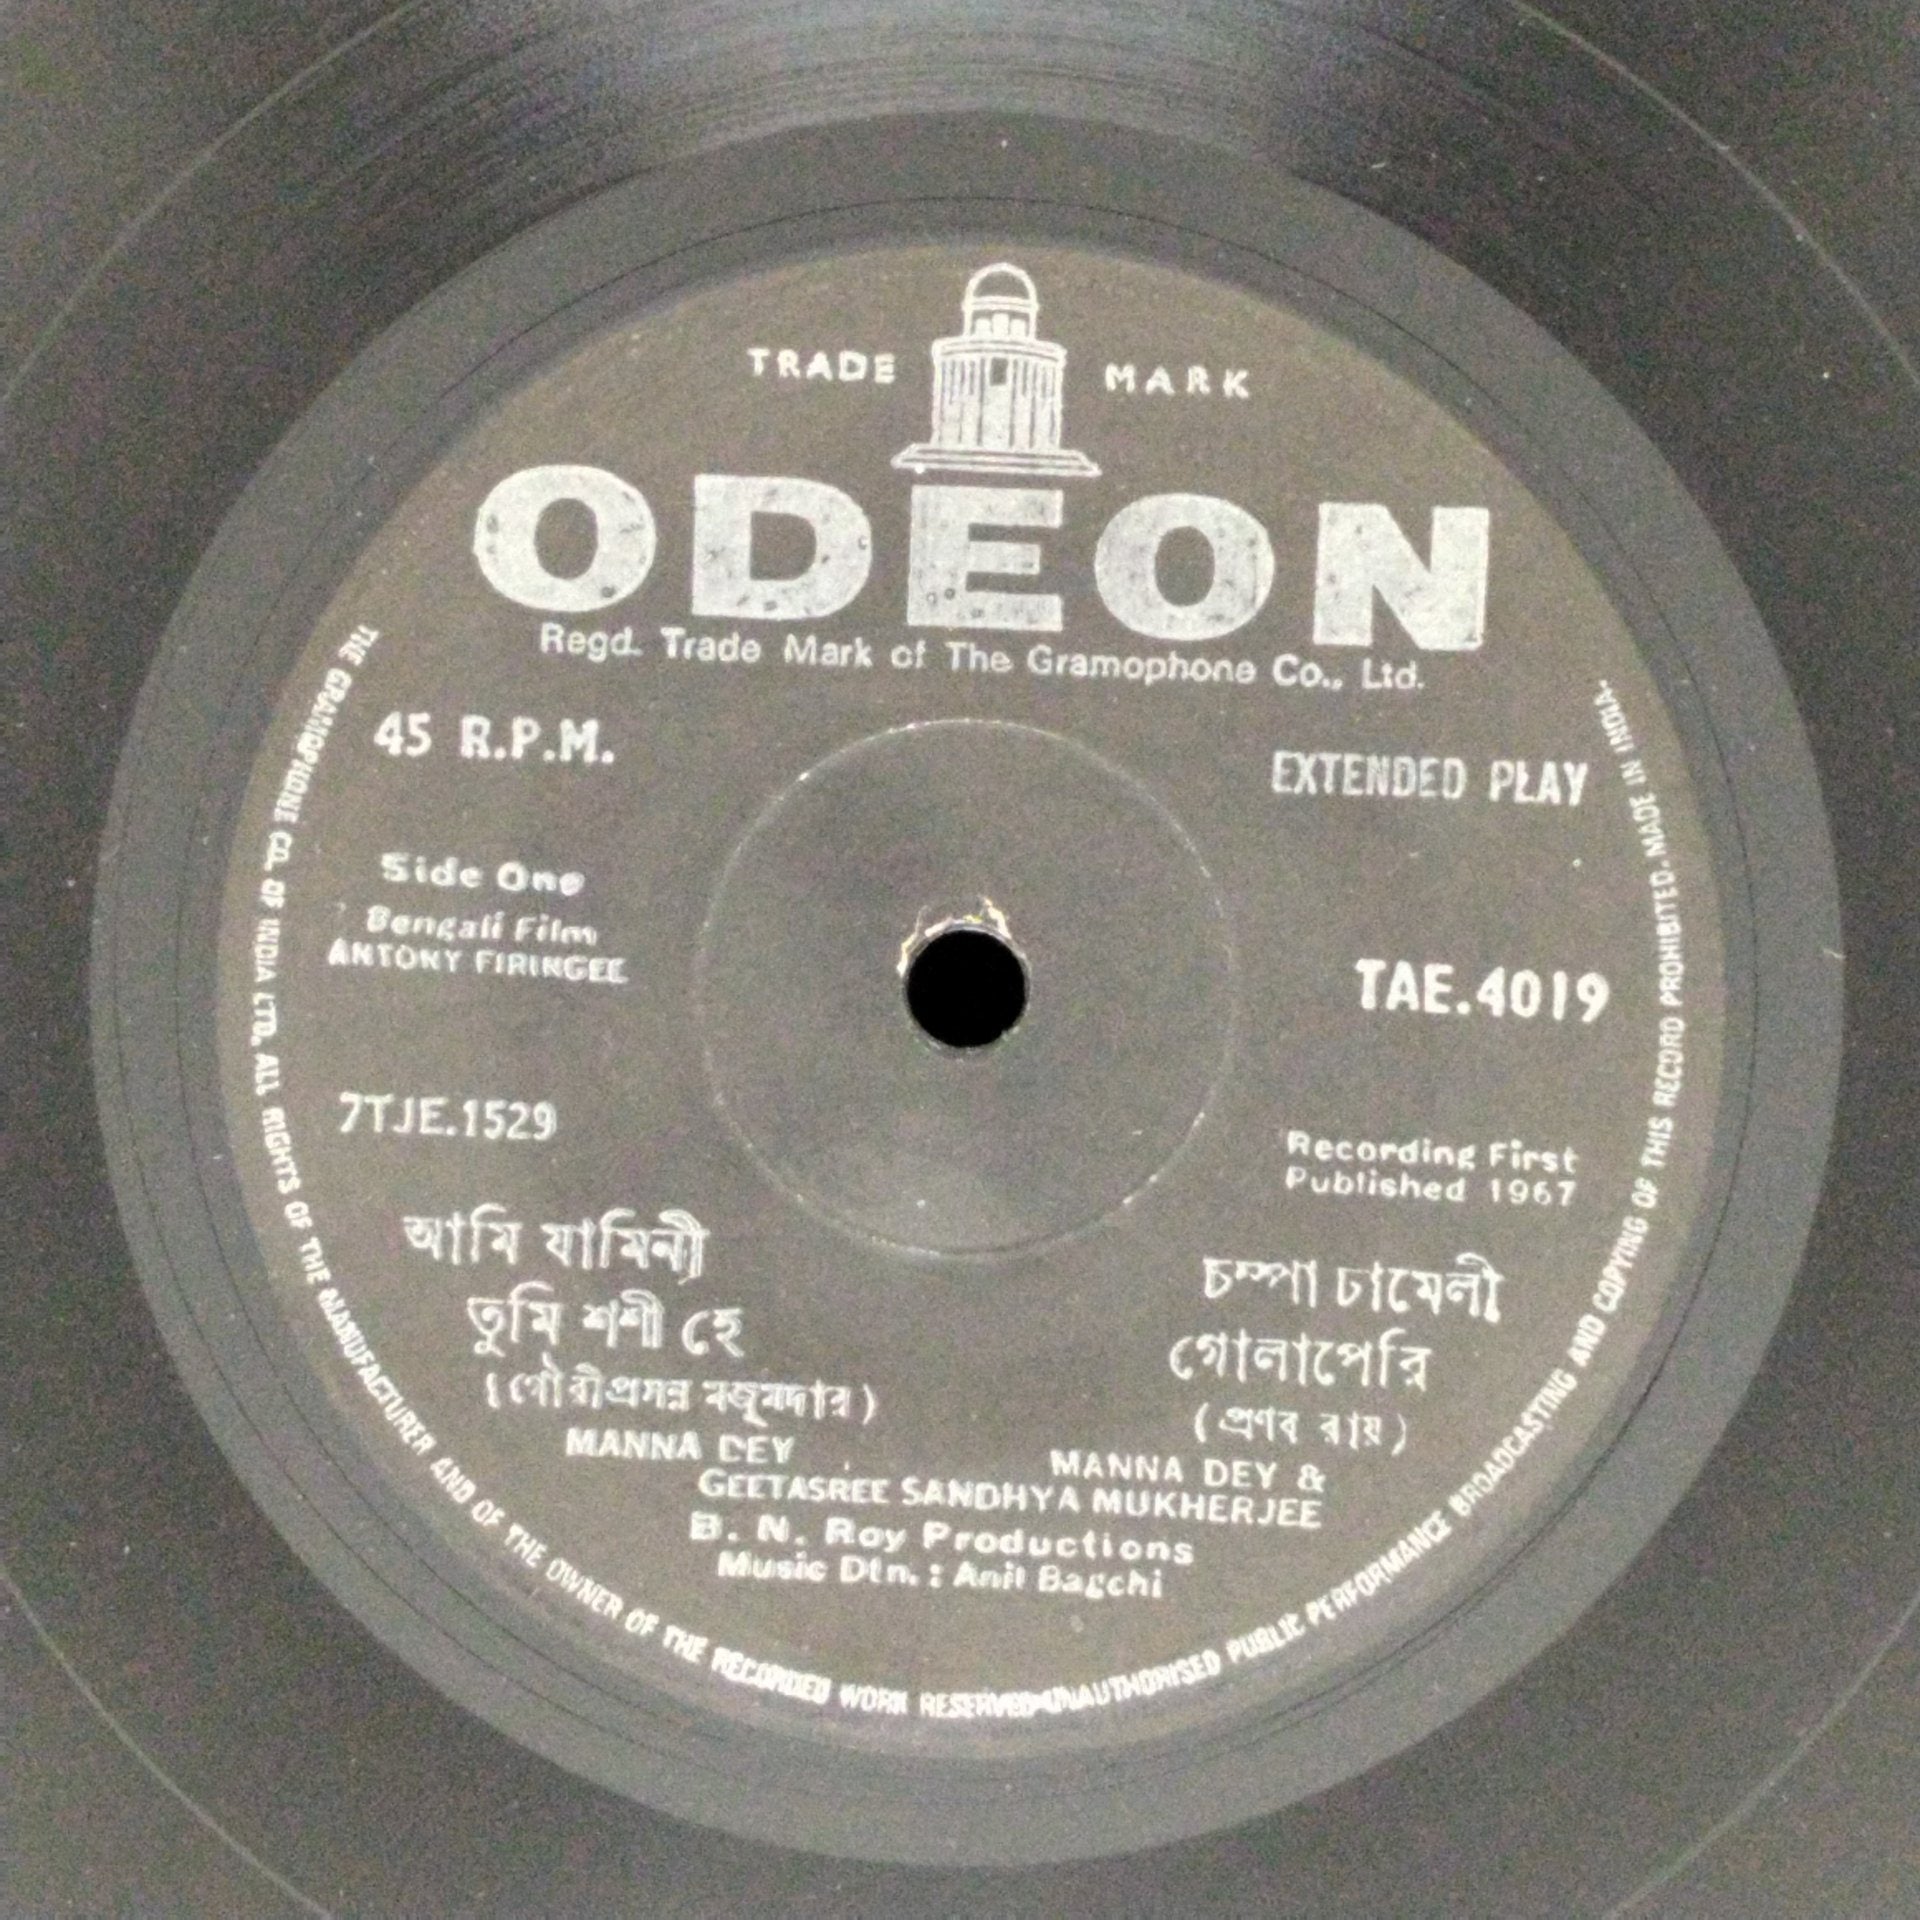 TRADE MARK
ODEON
Regd. Trade Mark of The Gramophone Co., Ltd.
45 R.P.M.
EXTENDED PLAY
Side One
Bengali Film
ANTONY FIRINGEE
TAE.4019
7TJE.1529
Recording First
Published 1967
আমি যামিনী
তুমি শশী হে
(গৌরীপ্রসন্ন মজুমদার)
MANNA DEY
চম্পা চামেলী
গোলাপেরি
(প্রণব রায়)
MANNA DEY &
GEETASREE SANDHYA MUKHERJEE
B. N. Roy Productions
Music Dtn. : Anil Bagchi
THE GRAMOPHONE CO. OF INDIA LTD. ALL RIGHTS OF THE MANUFACTURER AND OF THE OWNER OF THE RECORDED WORK RESERVED-UNAUTHORISED PUBLIC PERFORMANCE BROADCASTING AND COPYING OF THIS RECORD PROHIBITED. MADE IN INDIA.